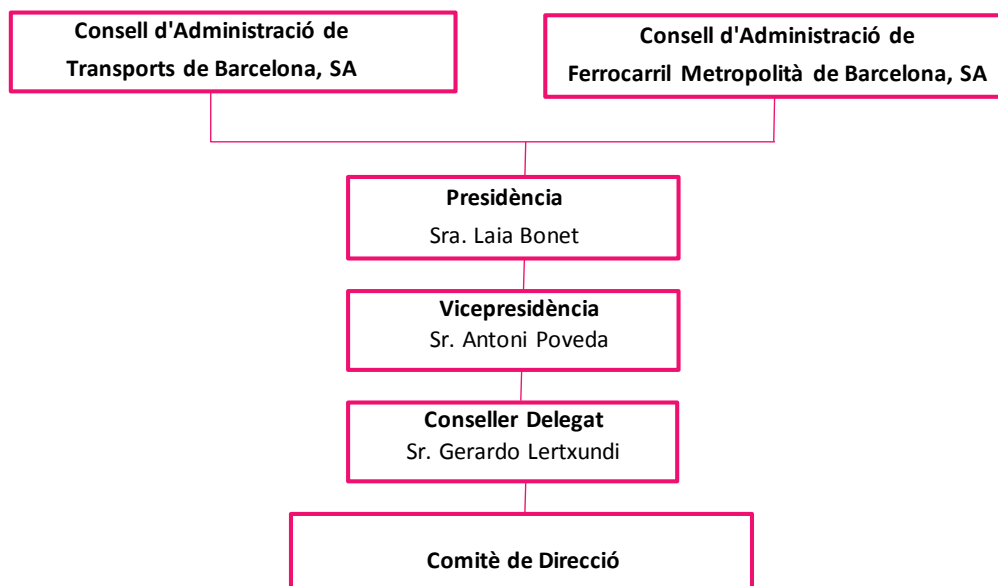 Consell d'Administració de
Transports de Barcelona, SA
Consell d'Administració de
Ferrocarril Metropolità de Barcelona, SA
Presidència
Sra. Laia Bonet
Vicepresidència
Sr. Antoni Poveda
Conseller Delegat
Sr. Gerardo Lertxundi
Comitè de Direcció